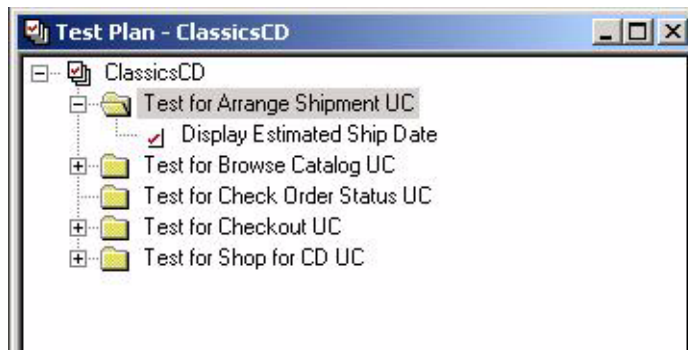 Test Plan - ClassicsCD
ClassicsCD
Test for Arrange Shipment UC
Display Estimated Ship Date
Test for Browse Catalog UC
Test for Check Order Status UC
Test for Checkout UC
Test for Shop for CD UC